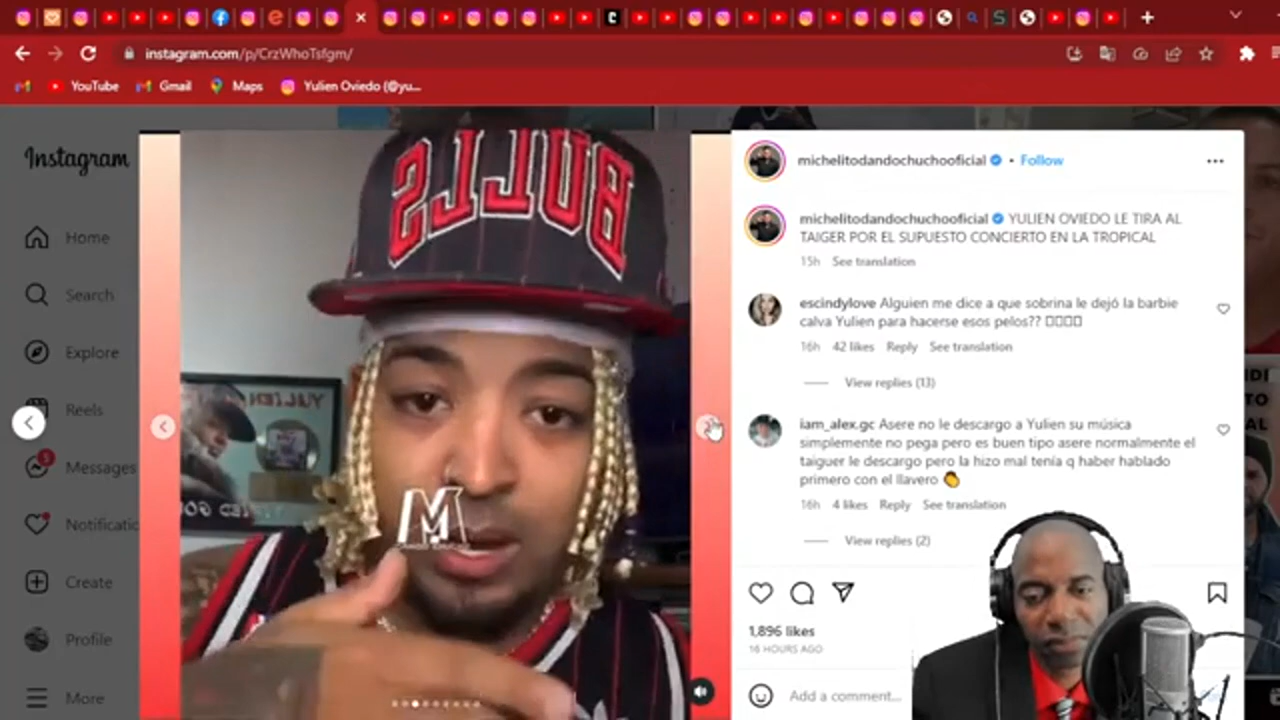 instagram.com/p/CrzWhoTsfgm/
YouTube
Gmail
Maps
Yulien Oviedo (@yu...
Instagram
Home
Search
Explore
Reels
5
Messages
Notificatio
Create
Profile
More
BULLS
YULIEN
M
michelitodandochuchooficial • Follow
michelitodandochuchooficial YULIEN OVIEDO LE TIRA AL
TAIGER POR EL SUPUESTO CONCIERTO EN LA TROPICAL
15h See translation
escindylove Alguien me dice a que sobrina le dejó la barbie
calva Yulien para hacerse esos pelos??
16h 42 likes Reply See translation
View replies (13)
iam_alex.gc Asere no le descargo a Yulien su música
simplemente no pega pero es buen tipo asere normalmente el
taiguer le descargo pero la hizo mal tenía q haber hablado
primero con el llavero
16h 4 likes Reply See translation
View replies (2)
1,896 likes
16 HOURS AGO
Add a comment...